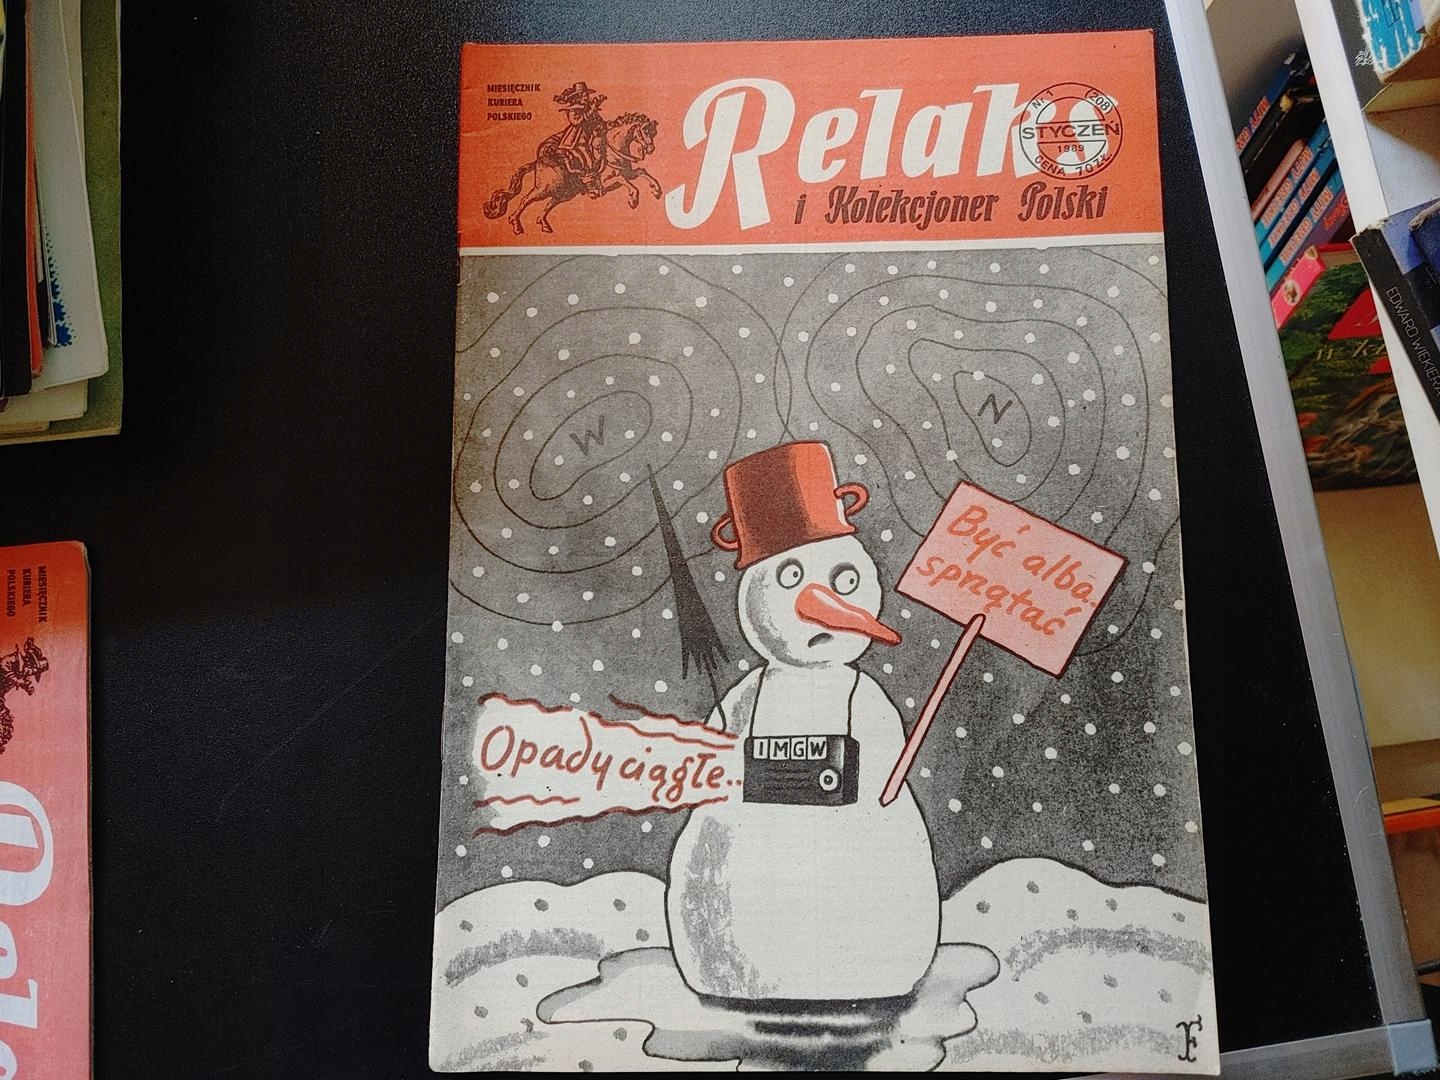 MIESIĘCZNIK
KURIERA
POLSKIEGO
Relaks
i Kolekcjoner Polski
Nr 1 (208)
STYCZEŃ
1989
CENA 70 ZŁ.
W
N
Być albo.
sprzątać
Opady ciągłe...
IMGW
MIESIĘCZNIK
KURIERA
POLSKIEGO
EDWARD WIEKIERA